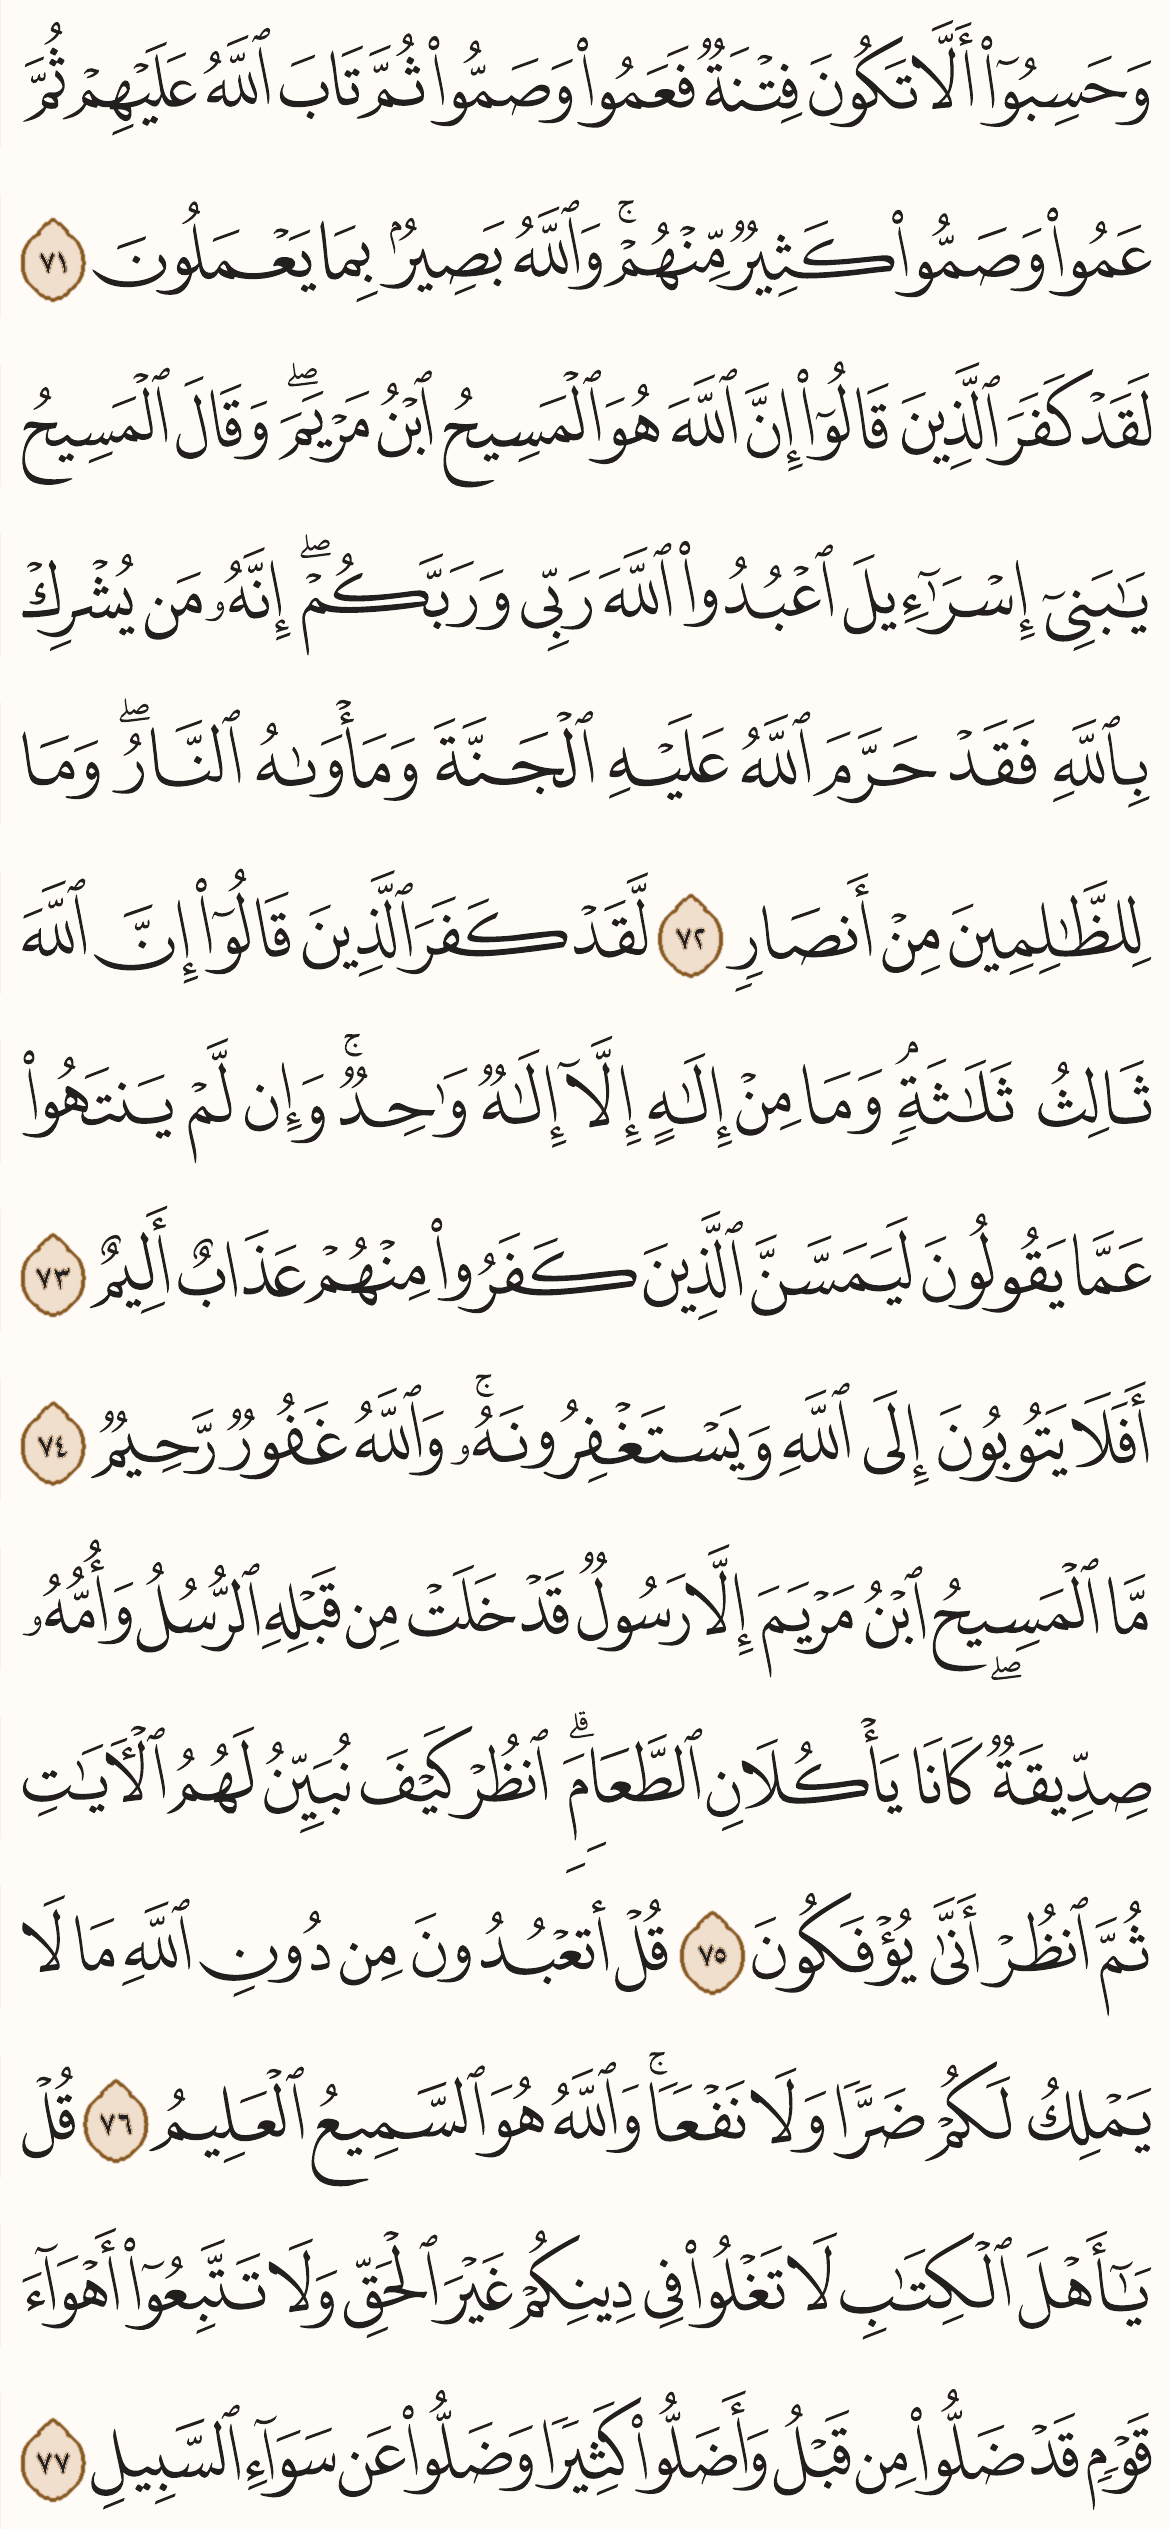 وَحَسِبُوٓا۟ أَلَّا تَكُونَ فِتْنَةٌ فَعَمُوا۟ وَصَمُّوا۟ ثُمَّ تَابَ ٱللَّهُ عَلَيْهِمْ ثُمَّ
عَمُوا۟ وَصَمُّوا۟ كَثِيرٌ مِّنْهُمْ ۚ وَٱللَّهُ بَصِيرٌۢ بِمَا يَعْمَلُونَ ٧١
لَقَدْ كَفَرَ ٱلَّذِينَ قَالُوٓا۟ إِنَّ ٱللَّهَ هُوَ ٱلْمَسِيحُ ٱبْنُ مَرْيَمَ ۖ وَقَالَ ٱلْمَسِيحُ
يَـٰبَنِىٓ إِسْرَٰٓءِيلَ ٱعْبُدُوا۟ ٱللَّهَ رَبِّى وَرَبَّكُمْ ۖ إِنَّهُۥ مَن يُشْرِكْ
بِٱللَّهِ فَقَدْ حَرَّمَ ٱللَّهُ عَلَيْهِ ٱلْجَنَّةَ وَمَأْوَىٰهُ ٱلنَّارُ ۖ وَمَا
لِلظَّـٰلِمِينَ مِنْ أَنصَارٍ ٧٢ لَّقَدْ كَفَرَ ٱلَّذِينَ قَالُوٓا۟ إِنَّ ٱللَّهَ
ثَالِثُ ثَلَـٰثَةٍۢ وَمَا مِنْ إِلَـٰهٍ إِلَّآ إِلَـٰهٌ وَٰحِدٌ ۚ وَإِن لَّمْ يَنتَهُوا۟
عَمَّا يَقُولُونَ لَيَمَسَّنَّ ٱلَّذِينَ كَفَرُوا۟ مِنْهُمْ عَذَابٌ أَلِيمٌ ٧٣
أَفَلَا يَتُوبُونَ إِلَى ٱللَّهِ وَيَسْتَغْفِرُونَهُۥ ۚ وَٱللَّهُ غَفُورٌ رَّحِيمٌ ٧٤
مَّا ٱلْمَسِيحُ ٱبْنُ مَرْيَمَ إِلَّا رَسُولٌ قَدْ خَلَتْ مِن قَبْلِهِ ٱلرُّسُلُ وَأُمُّهُۥ
صِدِّيقَةٌ ۖ كَانَا يَأْكُلَانِ ٱلطَّعَامَ ۗ ٱنظُرْ كَيْفَ نُبَيِّنُ لَهُمُ ٱلْـَٔايَـٰتِ
ثُمَّ ٱنظُرْ أَنَّىٰ يُؤْفَكُونَ ٧٥ قُلْ أَتَعْبُدُونَ مِن دُونِ ٱللَّهِ مَا لَا
يَمْلِكُ لَكُمْ ضَرًّا وَلَا نَفْعًا ۚ وَٱللَّهُ هُوَ ٱلسَّمِيعُ ٱلْعَلِيمُ ٧٦ قُلْ
يَـٰٓأَهْلَ ٱلْكِتَـٰبِ لَا تَغْلُوا۟ فِى دِينِكُمْ غَيْرَ ٱلْحَقِّ وَلَا تَتَّبِعُوٓا۟ أَهْوَآءَ
قَوْمٍ قَدْ ضَلُّوا۟ مِن قَبْلُ وَأَضَلُّوا۟ كَثِيرًا وَضَلُّوا۟ عَن سَوَآءِ ٱلسَّبِيلِ ٧٧